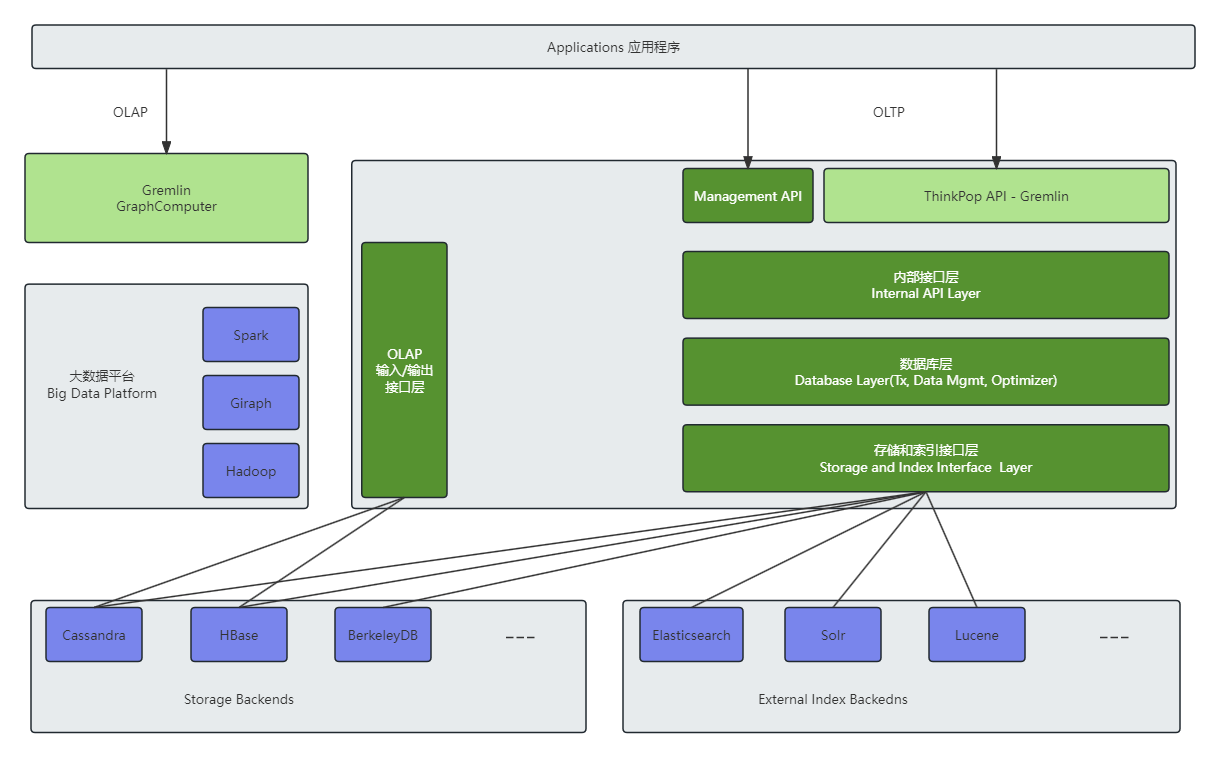 Applications 应用程序
OLAP
OLTP
Gremlin
GraphComputer
Management API
ThinkPop API - Gremlin
内部接口层
Internal API Layer
大数据平台
Big Data Platform
Spark
Giraph
Hadoop
OLAP
输入/输出
接口层
数据库层
Database Layer(Tx, Data Mgmt, Optimizer)
存储和索引接口层
Storage and Index Interface  Layer
Cassandra
HBase
BerkeleyDB
---
Storage Backends
Elasticsearch
Solr
Lucene
---
External Index Backedns